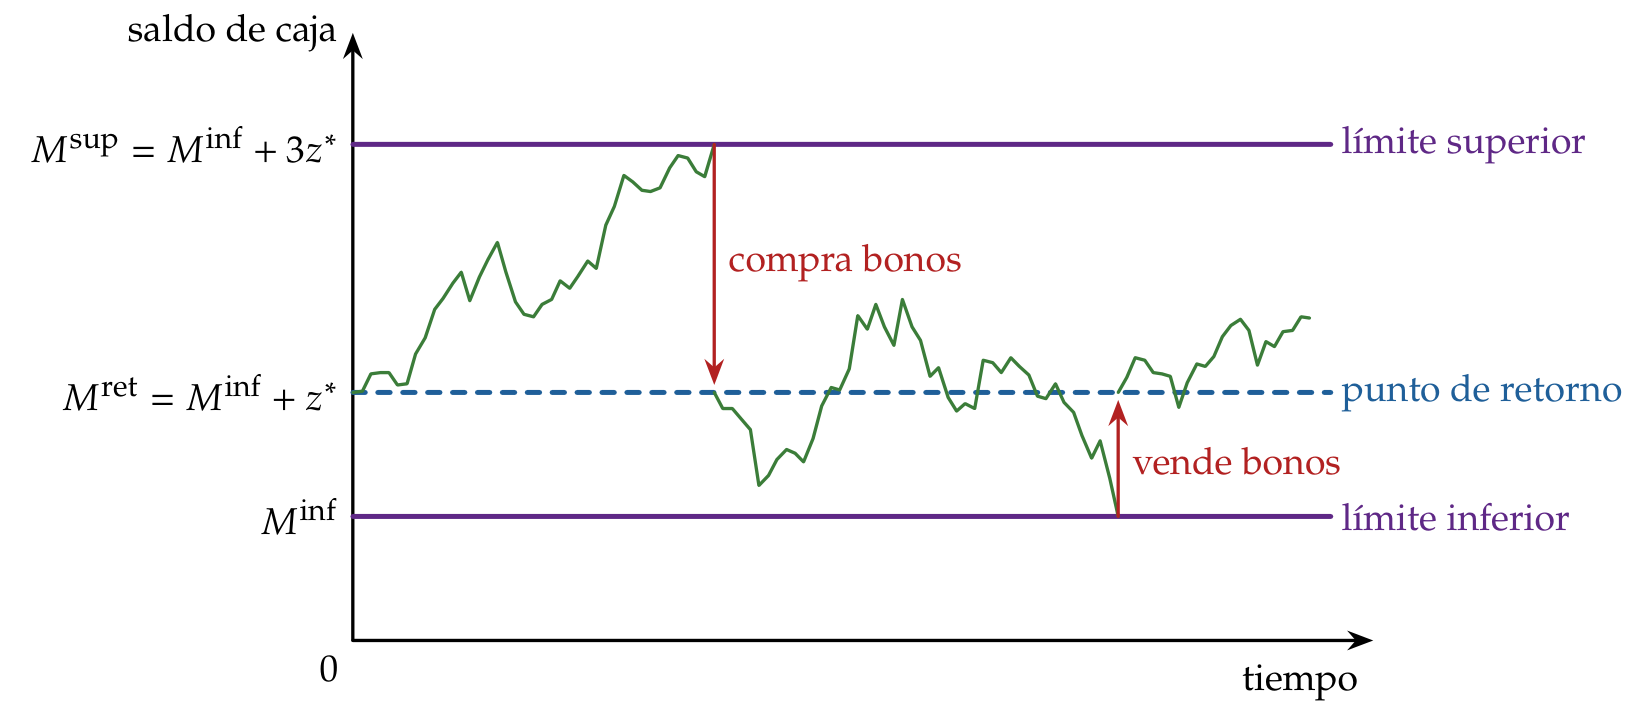 saldo de caja
M^sup = M^inf + 3z*
límite superior
compra bonos
M^ret = M^inf + z*
punto de retorno
vende bonos
M^inf
límite inferior
0
tiempo